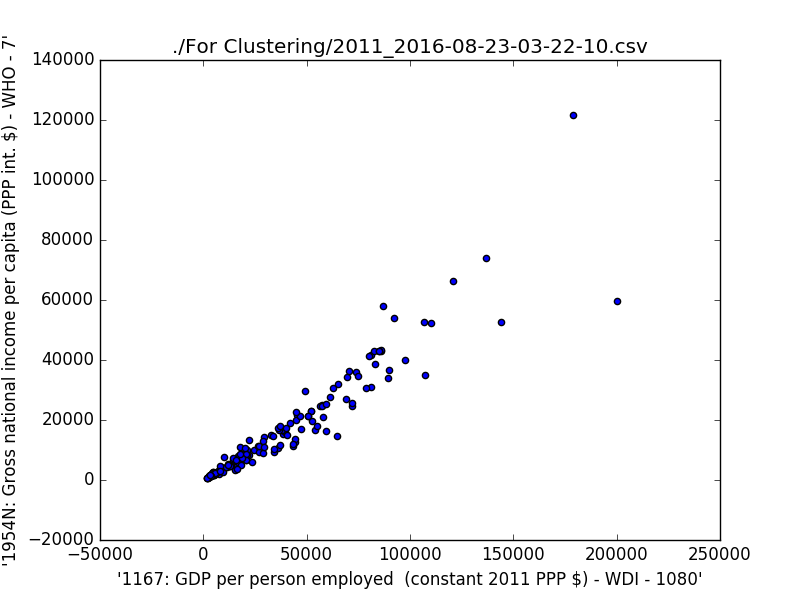 ./For Clustering/2011_2016-08-23-03-22-10.csv
'1954N: Gross national income per capita (PPP int. $) - WHO - 7'
140000
120000
100000
80000
60000
40000
20000
0
−20000
−50000 0 50000 100000 150000 200000 250000
'1167: GDP per person employed  (constant 2011 PPP $) - WDI - 1080'